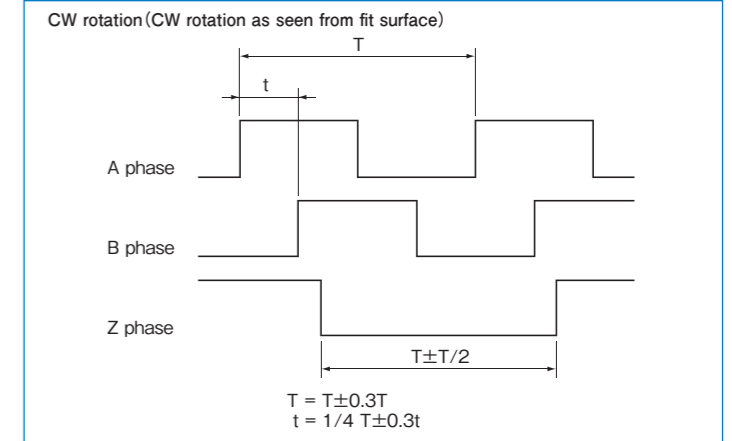 CW rotation(CW rotation as seen from fit surface)
T
t
A phase
B phase
Z phase
T±T/2
T = T±0.3T
t = 1/4 T±0.3t